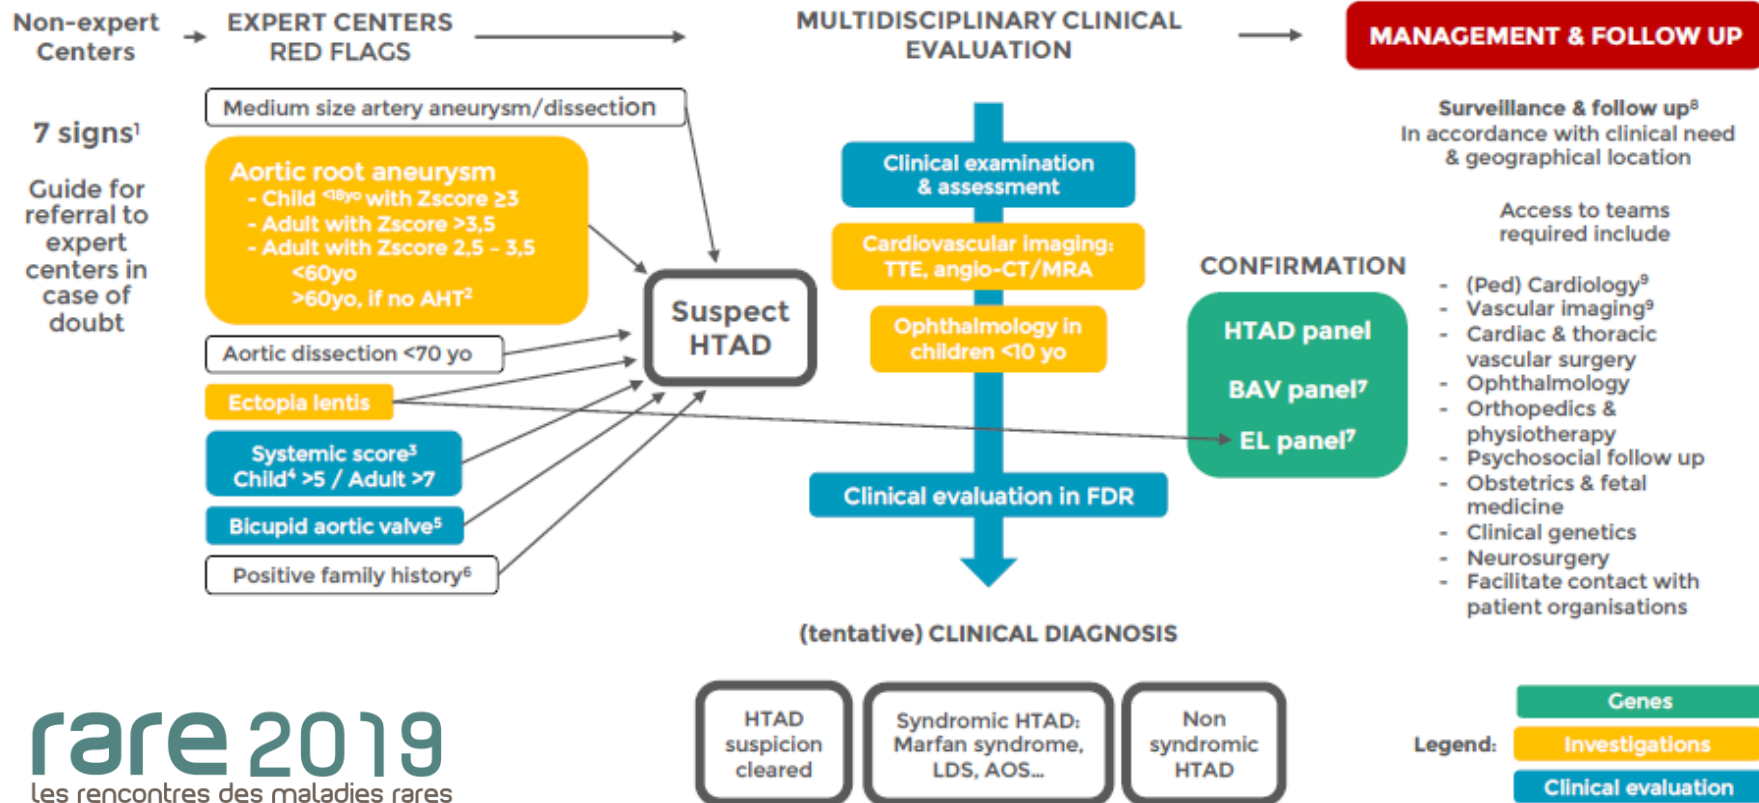 Non-expert
Centers
EXPERT CENTERS
RED FLAGS
MULTIDISCIPLINARY CLINICAL
EVALUATION
MANAGEMENT & FOLLOW UP
7 signs¹
Guide for
referral to
expert
centers in
case of
doubt
Medium size artery aneurysm/dissection
Aortic root aneurysm
- Child <18yo with Zscore ≥3
- Adult with Zscore >3,5
- Adult with Zscore 2,5 – 3,5
<60yo
>60yo, if no AHT²
Aortic dissection <70 yo
Ectopia lentis
Systemic score³
Child⁴ >5 / Adult >7
Bicupid aortic valve⁵
Positive family history⁶
Suspect
HTAD
Clinical examination
& assessment
Cardiovascular imaging:
TTE, angio-CT/MRA
Ophthalmology in
children <10 yo
Clinical evaluation in FDR
CONFIRMATION
HTAD panel
BAV panel⁷
EL panel⁷
Surveillance & follow up⁸
In accordance with clinical need
& geographical location
Access to teams
required include
- (Ped) Cardiology⁹
- Vascular imaging⁹
- Cardiac & thoracic
vascular surgery
- Ophthalmology
- Orthopedics &
physiotherapy
- Psychosocial follow up
- Obstetrics & fetal
medicine
- Clinical genetics
- Neurosurgery
- Facilitate contact with
patient organisations
(tentative) CLINICAL DIAGNOSIS
HTAD
suspicion
cleared
Syndromic HTAD:
Marfan syndrome,
LDS, AOS...
Non
syndromic
HTAD
Legend:
Genes
Investigations
Clinical evaluation
rare 2019
les rencontres des maladies rares